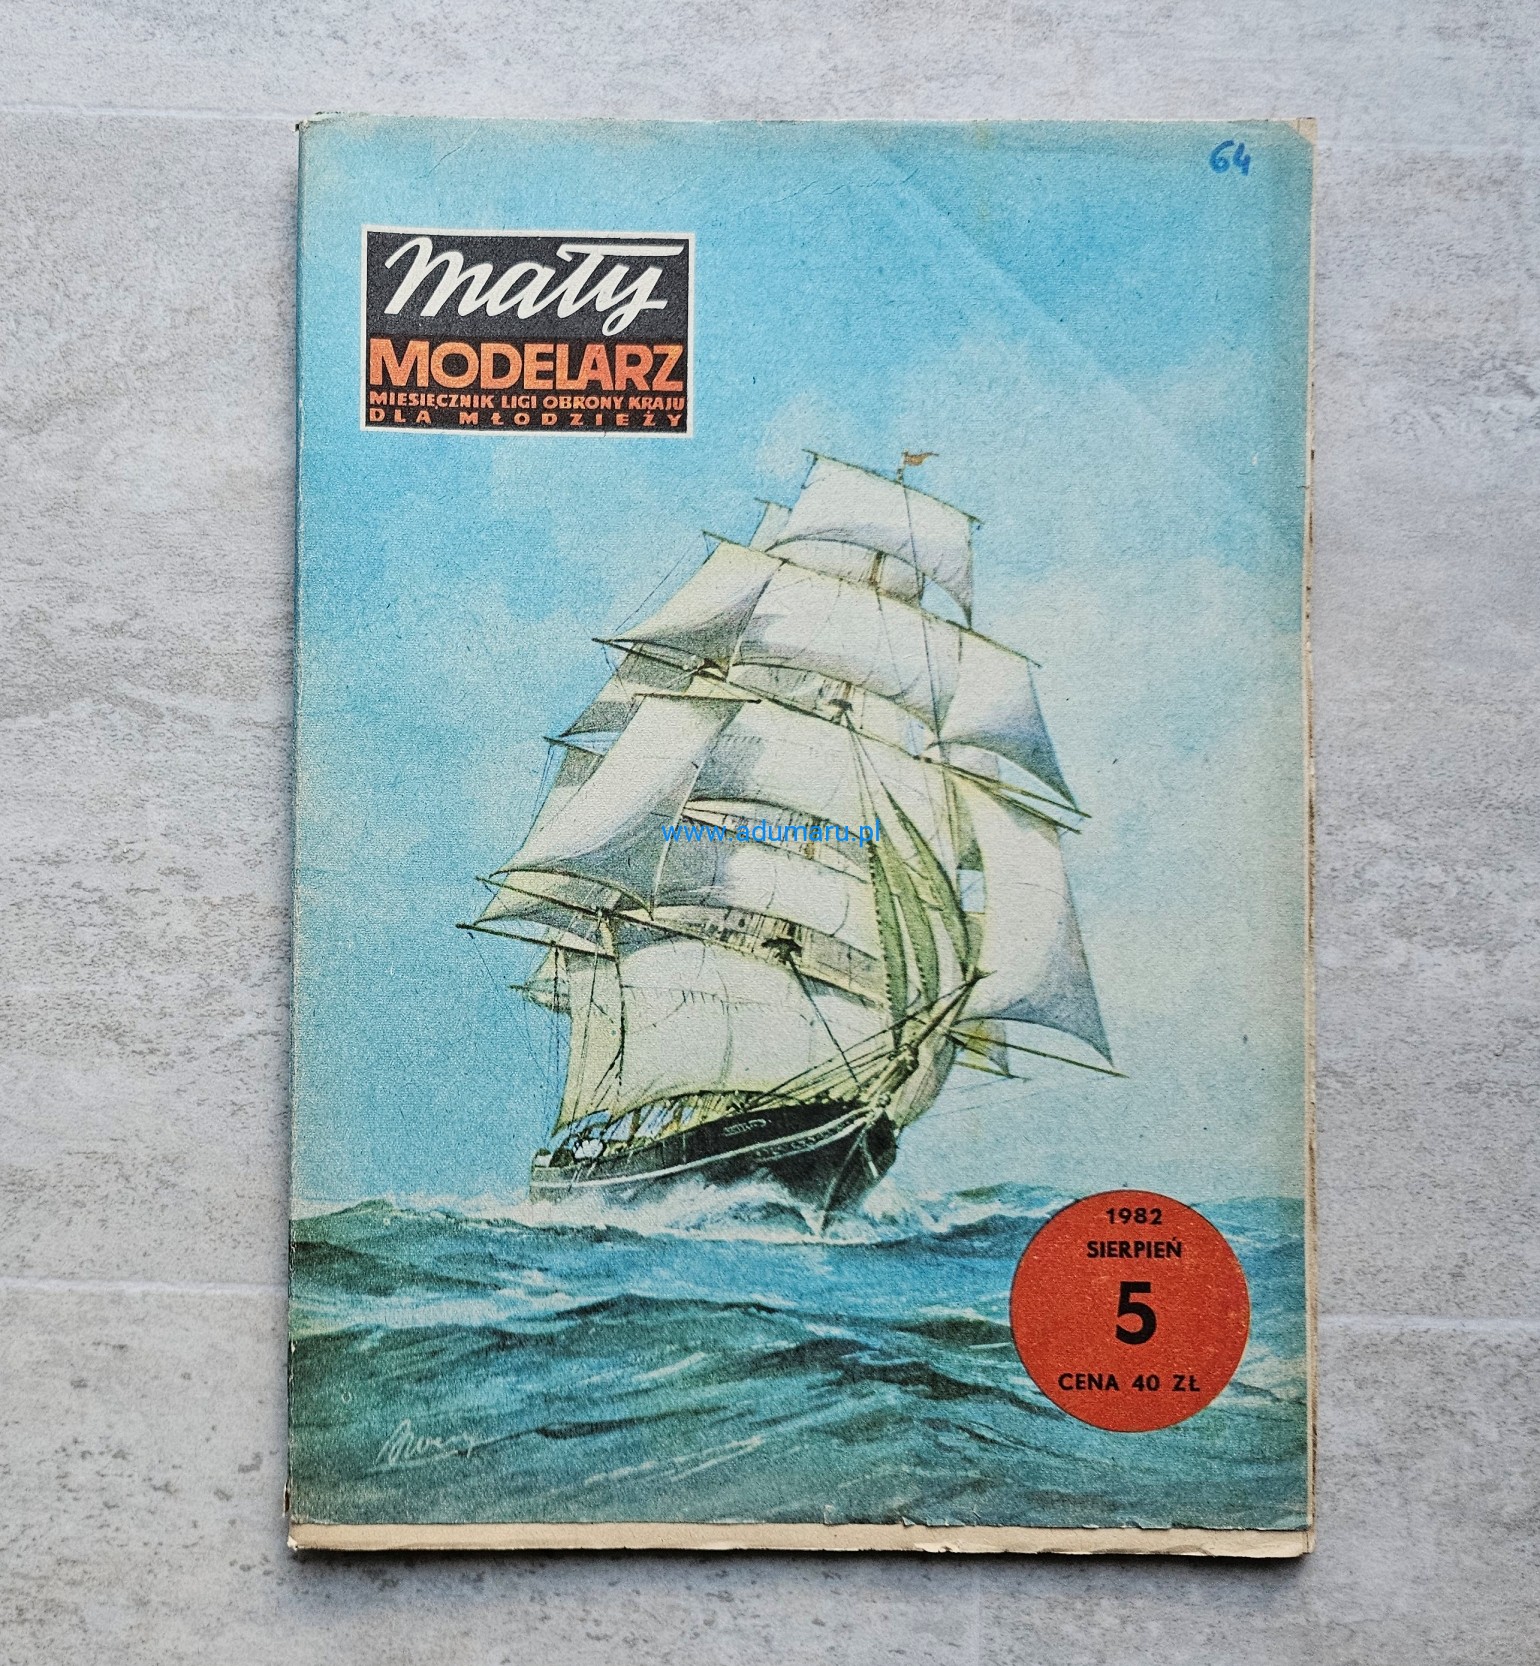 64
Mały
MODELARZ
MIESIĘCZNIK LIGI OBRONY KRAJU
DLA MŁODZIEŻY
www.adumaru.pl
1982
SIERPIEŃ
5
CENA 40 ZŁ